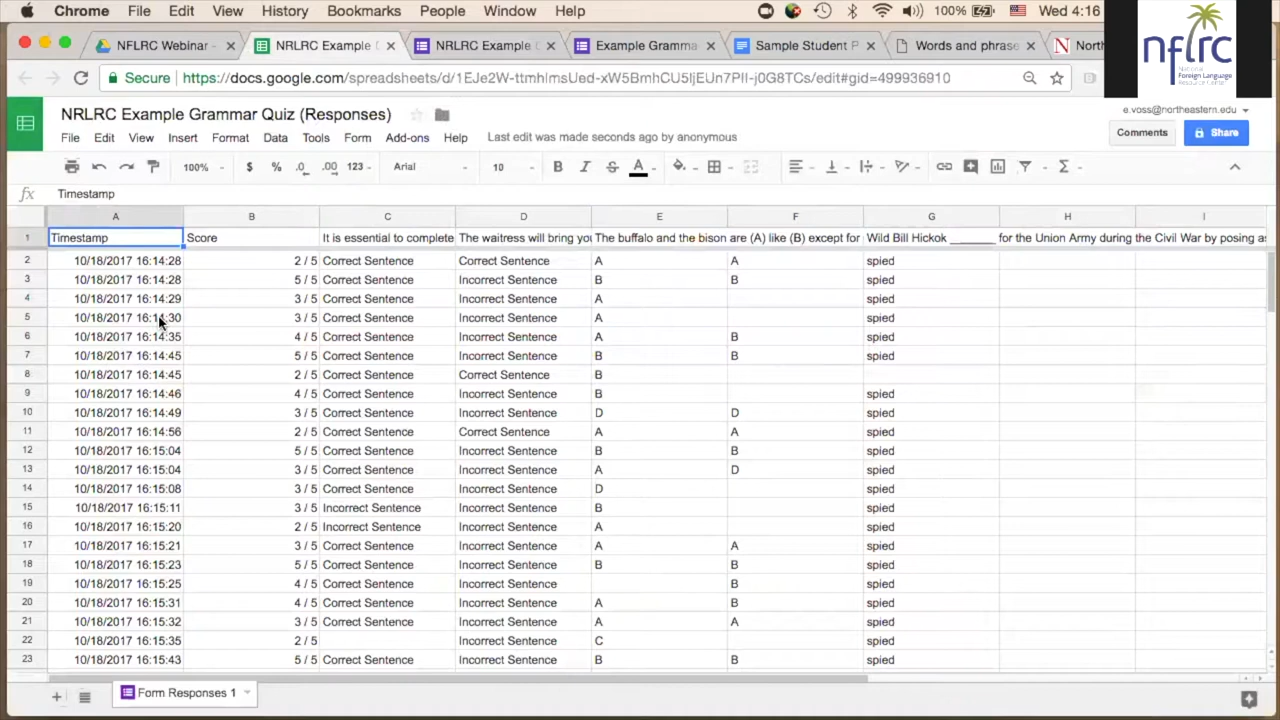 Chrome File Edit View History Bookmarks People Window Help 100% Wed 4:16
NFLRC Webinar - × NRLRC Example × NRLRC Example × Example Gramma × Sample Student P × Words and phrase × North
nflrc
National
Foreign Language
Resource Center
Secure https://docs.google.com/spreadsheets/d/1EJe2W-ttmhlmsUed-xW5BmhCU5IjEUn7PIl-j0G8TCs/edit#gid=499936910
NRLRC Example Grammar Quiz (Responses)
e.voss@northeastern.edu
File Edit View Insert Format Data Tools Form Add-ons Help Last edit was made seconds ago by anonymous
Comments Share
100% $ % .0 .00 123 Arial 10 B I S A Σ
fx Timestamp
A B C D E F G H I
1 Timestamp Score It is essential to complete The waitress will bring you The buffalo and the bison are (A) like (B) except for Wild Bill Hickok ________ for the Union Army during the Civil War by posing as
2 10/18/2017 16:14:28 2 / 5 Correct Sentence Correct Sentence A A spied
3 10/18/2017 16:14:28 5 / 5 Correct Sentence Incorrect Sentence B B spied
4 10/18/2017 16:14:29 3 / 5 Correct Sentence Incorrect Sentence A spied
5 10/18/2017 16:14:30 3 / 5 Correct Sentence Incorrect Sentence A spied
6 10/18/2017 16:14:35 4 / 5 Correct Sentence Incorrect Sentence A B spied
7 10/18/2017 16:14:45 5 / 5 Correct Sentence Incorrect Sentence B B spied
8 10/18/2017 16:14:45 2 / 5 Correct Sentence Correct Sentence B
9 10/18/2017 16:14:46 4 / 5 Correct Sentence Incorrect Sentence B spied
10 10/18/2017 16:14:49 3 / 5 Correct Sentence Incorrect Sentence D D spied
11 10/18/2017 16:14:56 2 / 5 Correct Sentence Correct Sentence A A spied
12 10/18/2017 16:15:04 5 / 5 Correct Sentence Incorrect Sentence B B spied
13 10/18/2017 16:15:04 3 / 5 Correct Sentence Incorrect Sentence A D spied
14 10/18/2017 16:15:08 3 / 5 Correct Sentence Incorrect Sentence D spied
15 10/18/2017 16:15:11 3 / 5 Incorrect Sentence Incorrect Sentence B spied
16 10/18/2017 16:15:20 2 / 5 Incorrect Sentence Incorrect Sentence A spied
17 10/18/2017 16:15:21 3 / 5 Correct Sentence Incorrect Sentence A A spied
18 10/18/2017 16:15:23 5 / 5 Correct Sentence Incorrect Sentence B B spied
19 10/18/2017 16:15:25 4 / 5 Correct Sentence Incorrect Sentence B spied
20 10/18/2017 16:15:31 4 / 5 Correct Sentence Incorrect Sentence A B spied
21 10/18/2017 16:15:32 3 / 5 Correct Sentence Incorrect Sentence A A spied
22 10/18/2017 16:15:35 2 / 5 Incorrect Sentence C spied
23 10/18/2017 16:15:43 5 / 5 Correct Sentence Incorrect Sentence B B spied
Form Responses 1